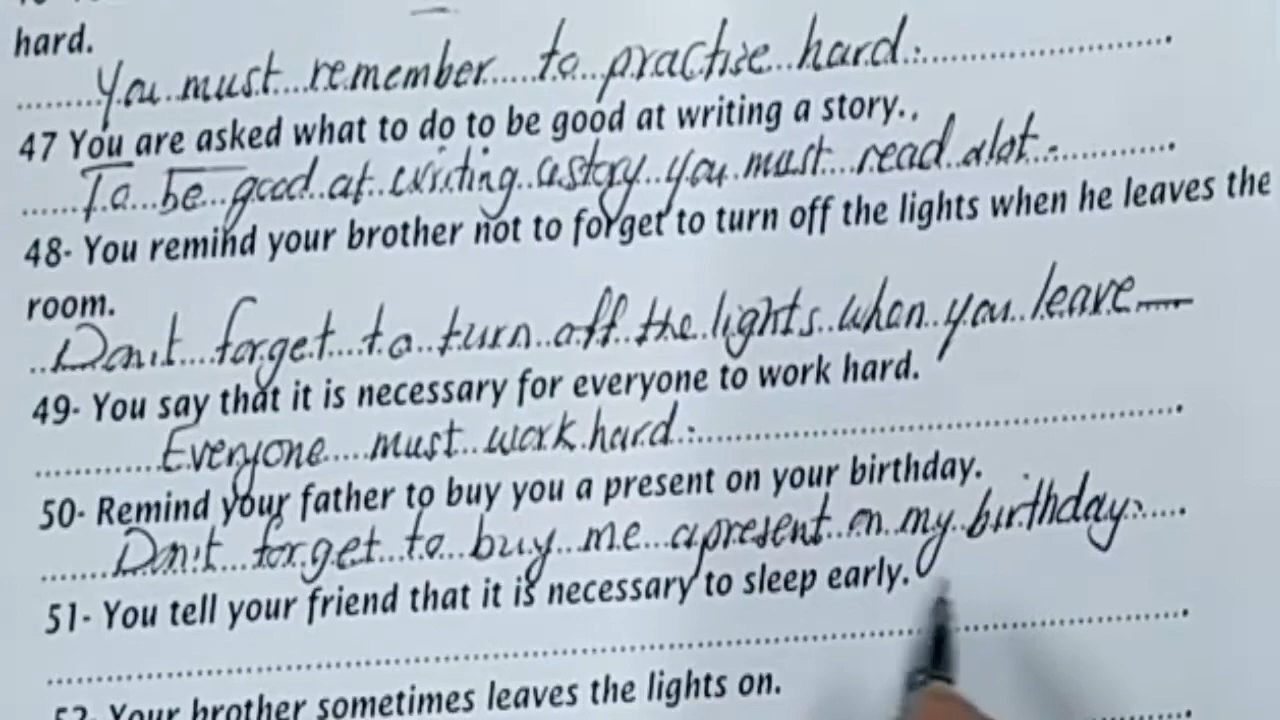 hard.
You must remember to practise hard.
47 You are asked what to do to be good at writing a story..
To be good at writing a story you must read a lot.
48- You remind your brother not to forget to turn off the lights when he leaves the
room.
Don't forget to turn off the lights when you leave
49- You say that it is necessary for everyone to work hard.
Everyone must work hard.
50- Remind your father to buy you a present on your birthday.
Don't forget to buy me a present on my birthday.
51- You tell your friend that it is necessary to sleep early.
52- Your brother sometimes leaves the lights on.